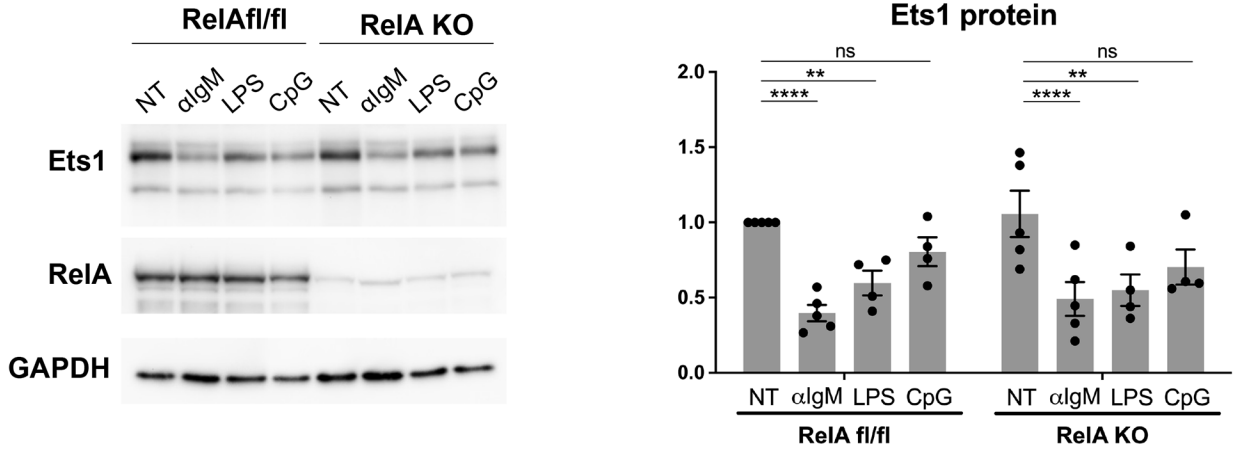 RelAfl/fl RelA KO
NT αIgM LPS CpG NT αIgM LPS CpG
Ets1
RelA
GAPDH
Ets1 protein
ns ns
** **
**** ****
2.0
1.5
1.0
0.5
0.0
NT αIgM LPS CpG NT αIgM LPS CpG
RelA fl/fl RelA KO